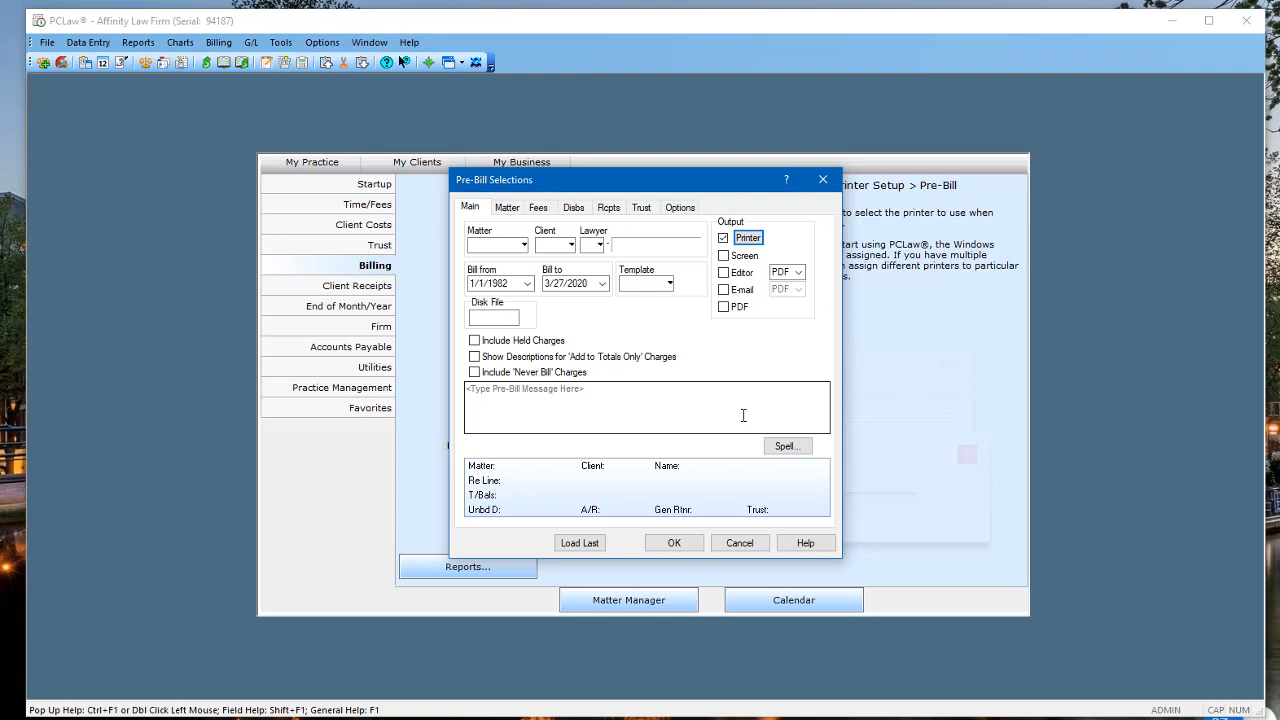 PCLaw® - Affinity Law Firm (Serial: 94187)
File Data Entry Reports Charts Billing G/L Tools Options Window Help
12
My Practice My Clients My Business
Startup
Time/Fees
Client Costs
Trust
Billing
Client Receipts
End of Month/Year
Firm
Accounts Payable
Utilities
Practice Management
Favorites
Reports...
Matter Manager Calendar
rinter Setup > Pre-Bill
to select the printer to use when
tart using PCLaw®, the Windows
assigned. If you have multiple
n assign different printers to particular
s.
Pre-Bill Selections ?
Main Matter Fees Disbs Rcpts Trust Options
Matter Client Lawyer
-
Bill from Bill to Template
1/1/1982 3/27/2020
Disk File
Output
Printer
Screen
Editor PDF
E-mail PDF
PDF
Include Held Charges
Show Descriptions for 'Add to Totals Only' Charges
Include 'Never Bill' Charges
<Type Pre-Bill Message Here>
Spell...
Matter: Client: Name:
Re Line:
T/Bals:
Unbd D: A/R: Gen Rtnr: Trust:
Load Last OK Cancel Help
Pop Up Help: Ctrl+F1 or Dbl Click Left Mouse; Field Help: Shift+F1; General Help: F1 ADMIN CAP NUM